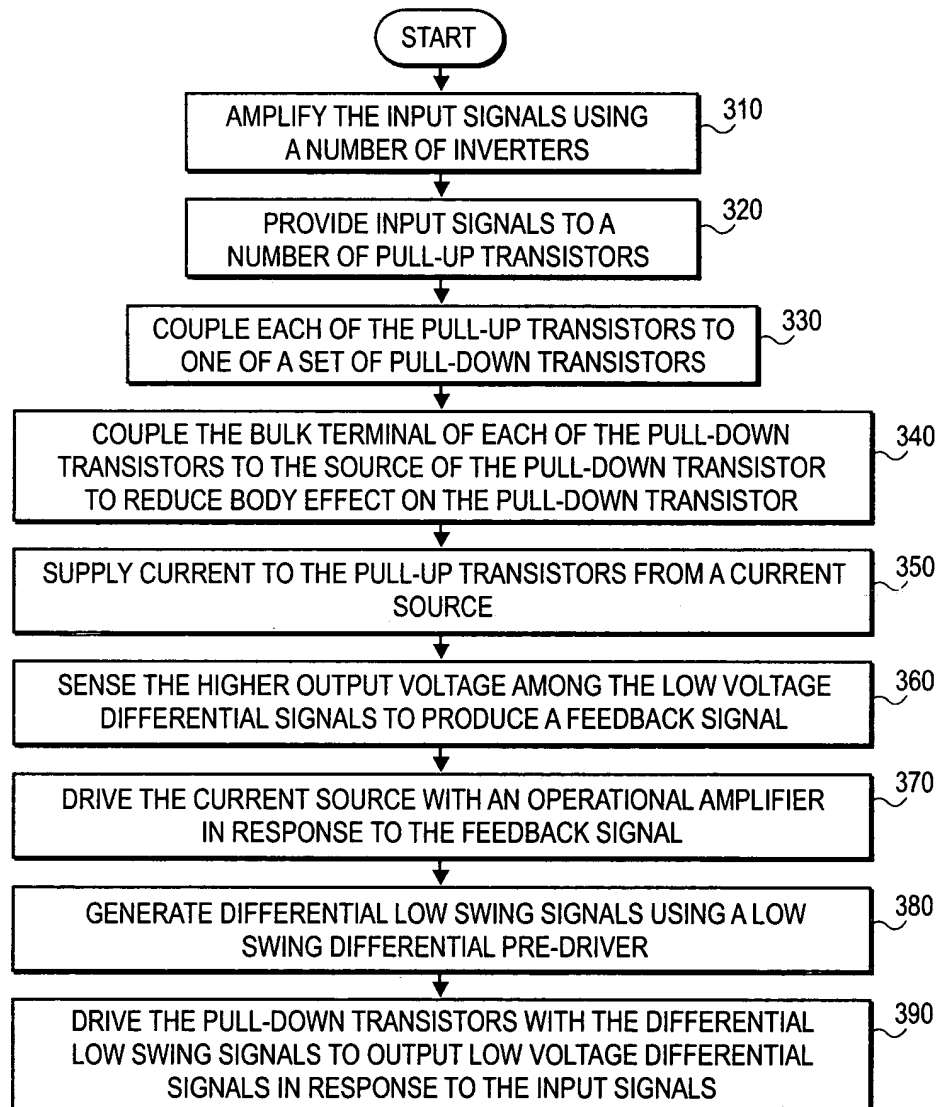 START
AMPLIFY THE INPUT SIGNALS USING
A NUMBER OF INVERTERS
310
PROVIDE INPUT SIGNALS TO A
NUMBER OF PULL-UP TRANSISTORS
320
COUPLE EACH OF THE PULL-UP TRANSISTORS TO
ONE OF A SET OF PULL-DOWN TRANSISTORS
330
COUPLE THE BULK TERMINAL OF EACH OF THE PULL-DOWN
TRANSISTORS TO THE SOURCE OF THE PULL-DOWN TRANSISTOR
TO REDUCE BODY EFFECT ON THE PULL-DOWN TRANSISTOR
340
SUPPLY CURRENT TO THE PULL-UP TRANSISTORS FROM A CURRENT
SOURCE
350
SENSE THE HIGHER OUTPUT VOLTAGE AMONG THE LOW VOLTAGE
DIFFERENTIAL SIGNALS TO PRODUCE A FEEDBACK SIGNAL
360
DRIVE THE CURRENT SOURCE WITH AN OPERATIONAL AMPLIFIER
IN RESPONSE TO THE FEEDBACK SIGNAL
370
GENERATE DIFFERENTIAL LOW SWING SIGNALS USING A LOW
SWING DIFFERENTIAL PRE-DRIVER
380
DRIVE THE PULL-DOWN TRANSISTORS WITH THE DIFFERENTIAL
LOW SWING SIGNALS TO OUTPUT LOW VOLTAGE DIFFERENTIAL
SIGNALS IN RESPONSE TO THE INPUT SIGNALS
390